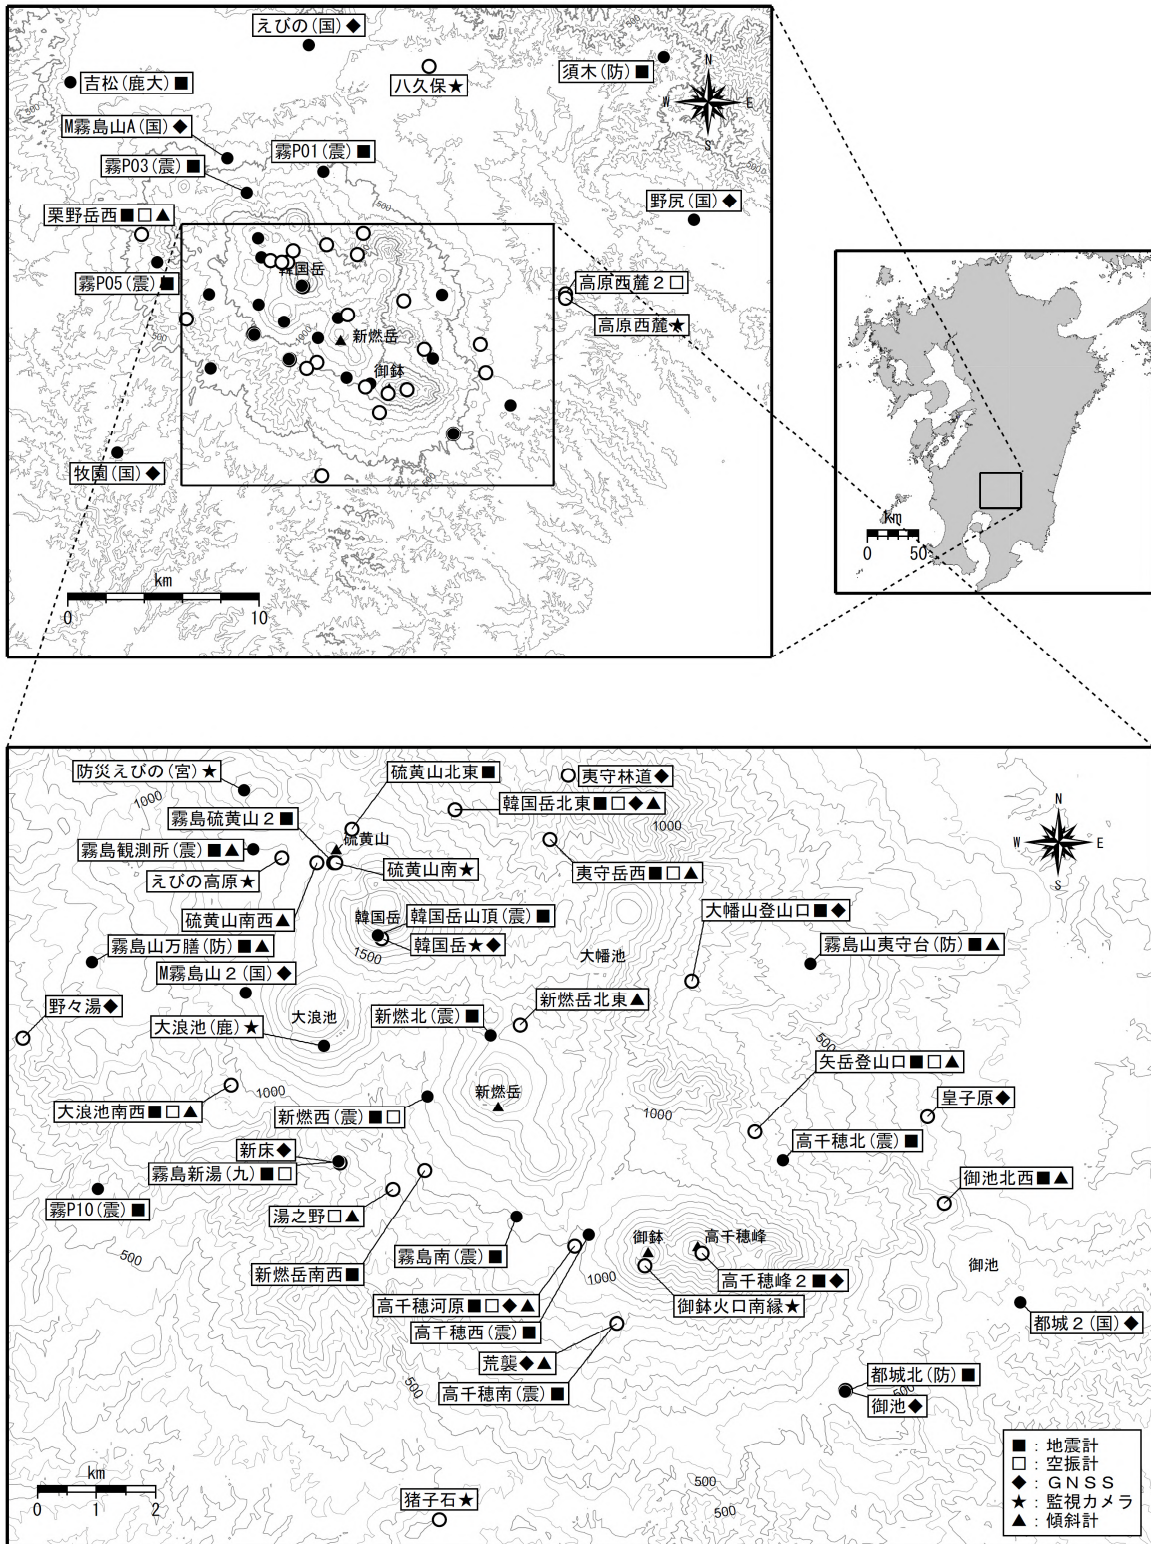 えびの(国)◆
吉松(鹿大)■
八久保★
須木(防)■
N
W
E
S
M霧島山A(国)◆
霧P03(震)■
霧P01(震)■
500
500
500
栗野岳西■□▲
野尻(国)◆
霧P05(震)■
韓国岳
高原西麓2□
高原西麓★
500
1000
新燃岳
御鉢
牧園(国)◆
km
0
10
km
0
50
防災えびの(宮)★
硫黄山北東■
夷守林道◆
1000
韓国岳北東■□◆▲
霧島硫黄山2■
1000
N
W
E
S
硫黄山
霧島観測所(震)■▲
えびの高原★
硫黄山南★
夷守岳西■□▲
硫黄山南西▲
韓国岳
韓国岳山頂(震)■
大幡山登山口■◆
霧島山万膳(防)■▲
韓国岳★◆
霧島山夷守台(防)■▲
1500
大幡池
M霧島山2(国)◆
野々湯◆
新燃岳北東▲
大浪池
新燃北(震)■
大浪池(鹿)★
500
矢岳登山口■□▲
1000
新燃岳
皇子原◆
大浪池南西■□▲
新燃西(震)■□
1000
高千穂北(震)■
新床◆
霧島新湯(九)■□
御池北西■▲
霧P10(震)■
湯之野□▲
500
霧島南(震)■
御鉢
高千穂峰
御池
新燃岳南西■
1000
高千穂峰2■◆
高千穂河原■□◆▲
御鉢火口南縁★
高千穂西(震)■
都城2(国)◆
荒襲◆▲
500
高千穂南(震)■
都城北(防)■
500
御池◆
km
0
1
2
500
500
猪子石★
■：地震計
□：空振計
◆：GNSS
★：監視カメラ
▲：傾斜計